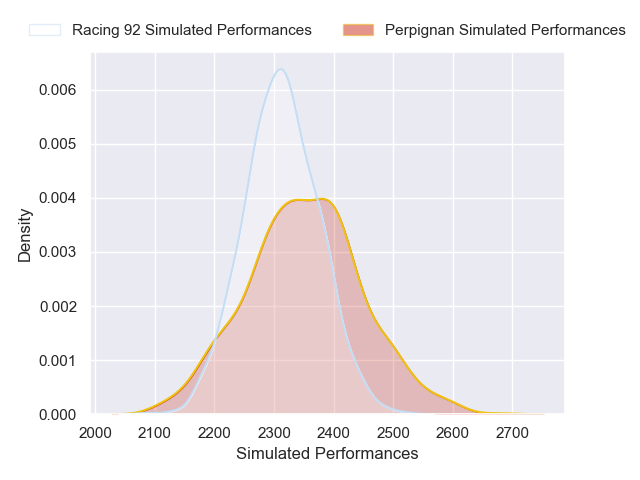 Racing 92 Simulated Performances Perpignan Simulated Performances
0.006
0.005
0.004
0.003
0.002
0.001
0.000
Density
2000 2100 2200 2300 2400 2500 2600 2700
Simulated Performances